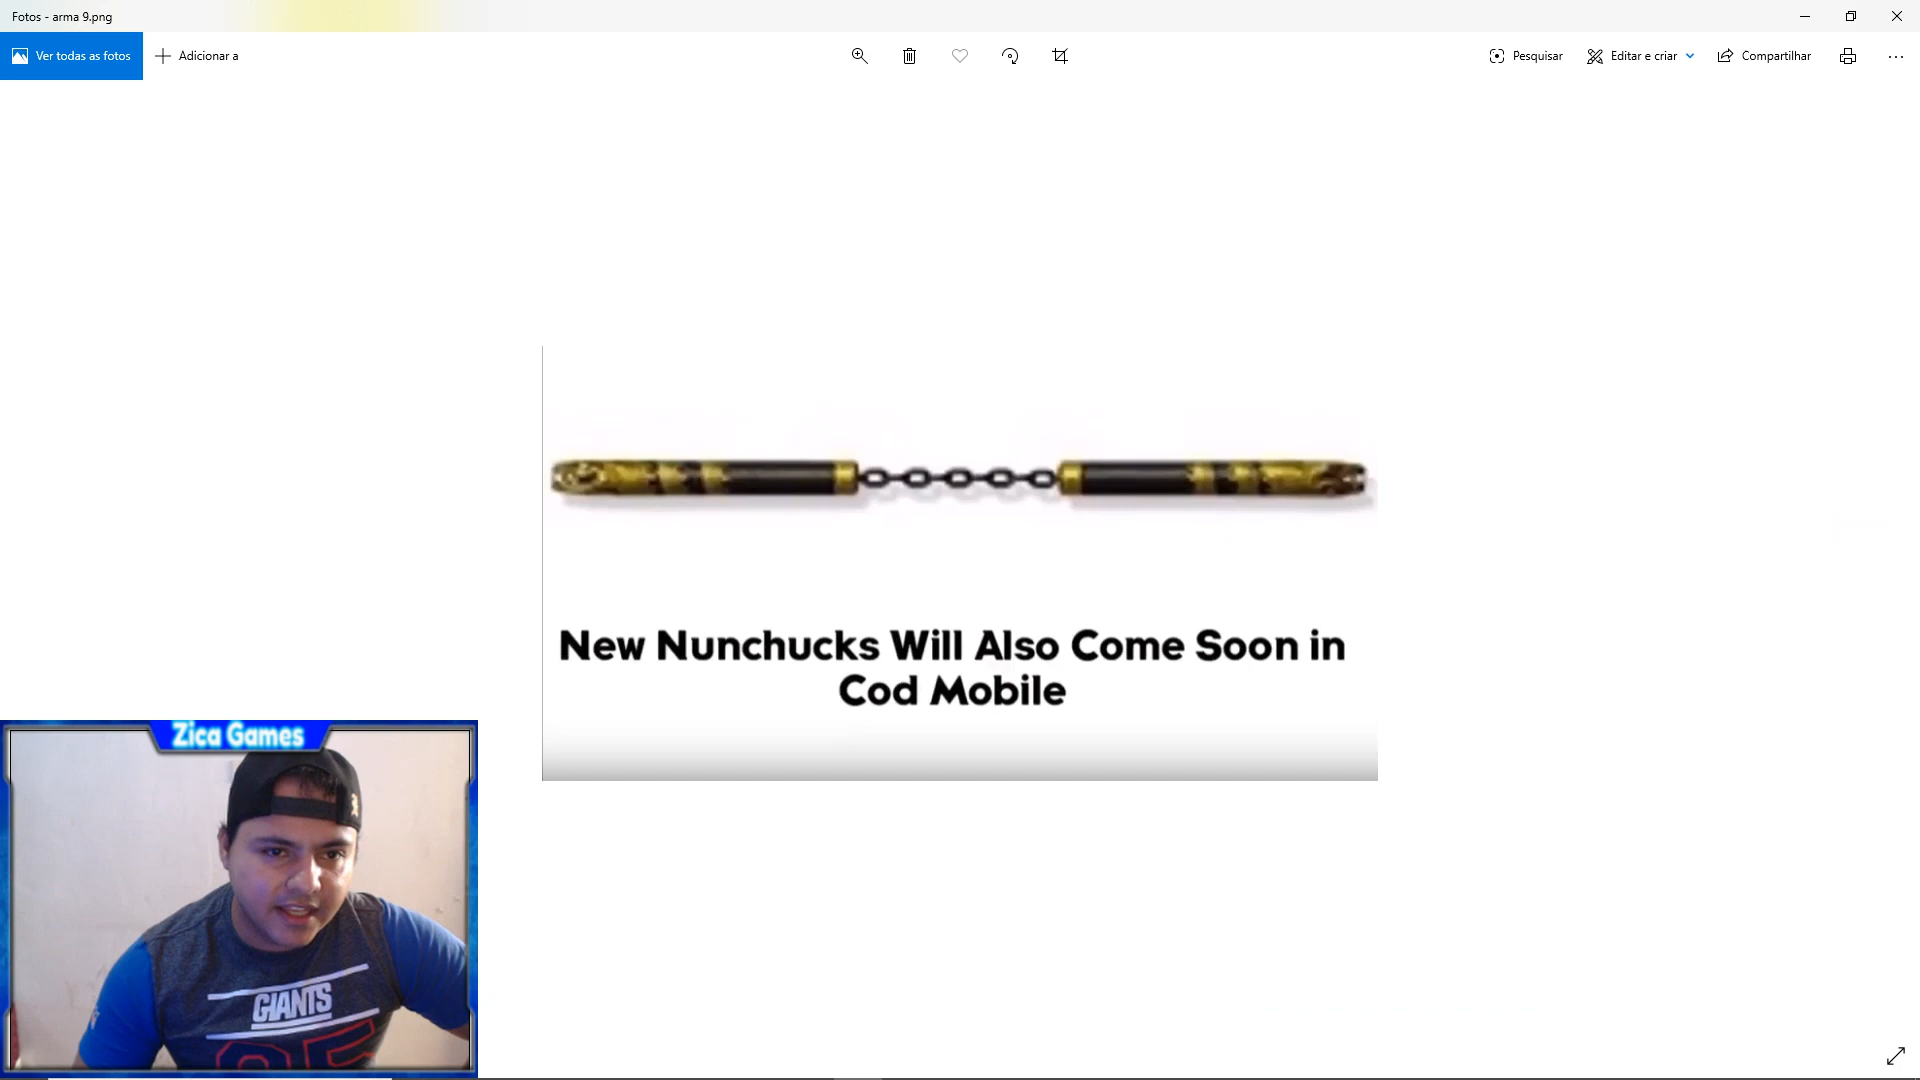 Fotos - arma 9.png
Ver todas as fotos
Adicionar a
Pesquisar
Editar e criar
Compartilhar
New Nunchucks Will Also Come Soon in
Cod Mobile
Zica Games
GIANTS